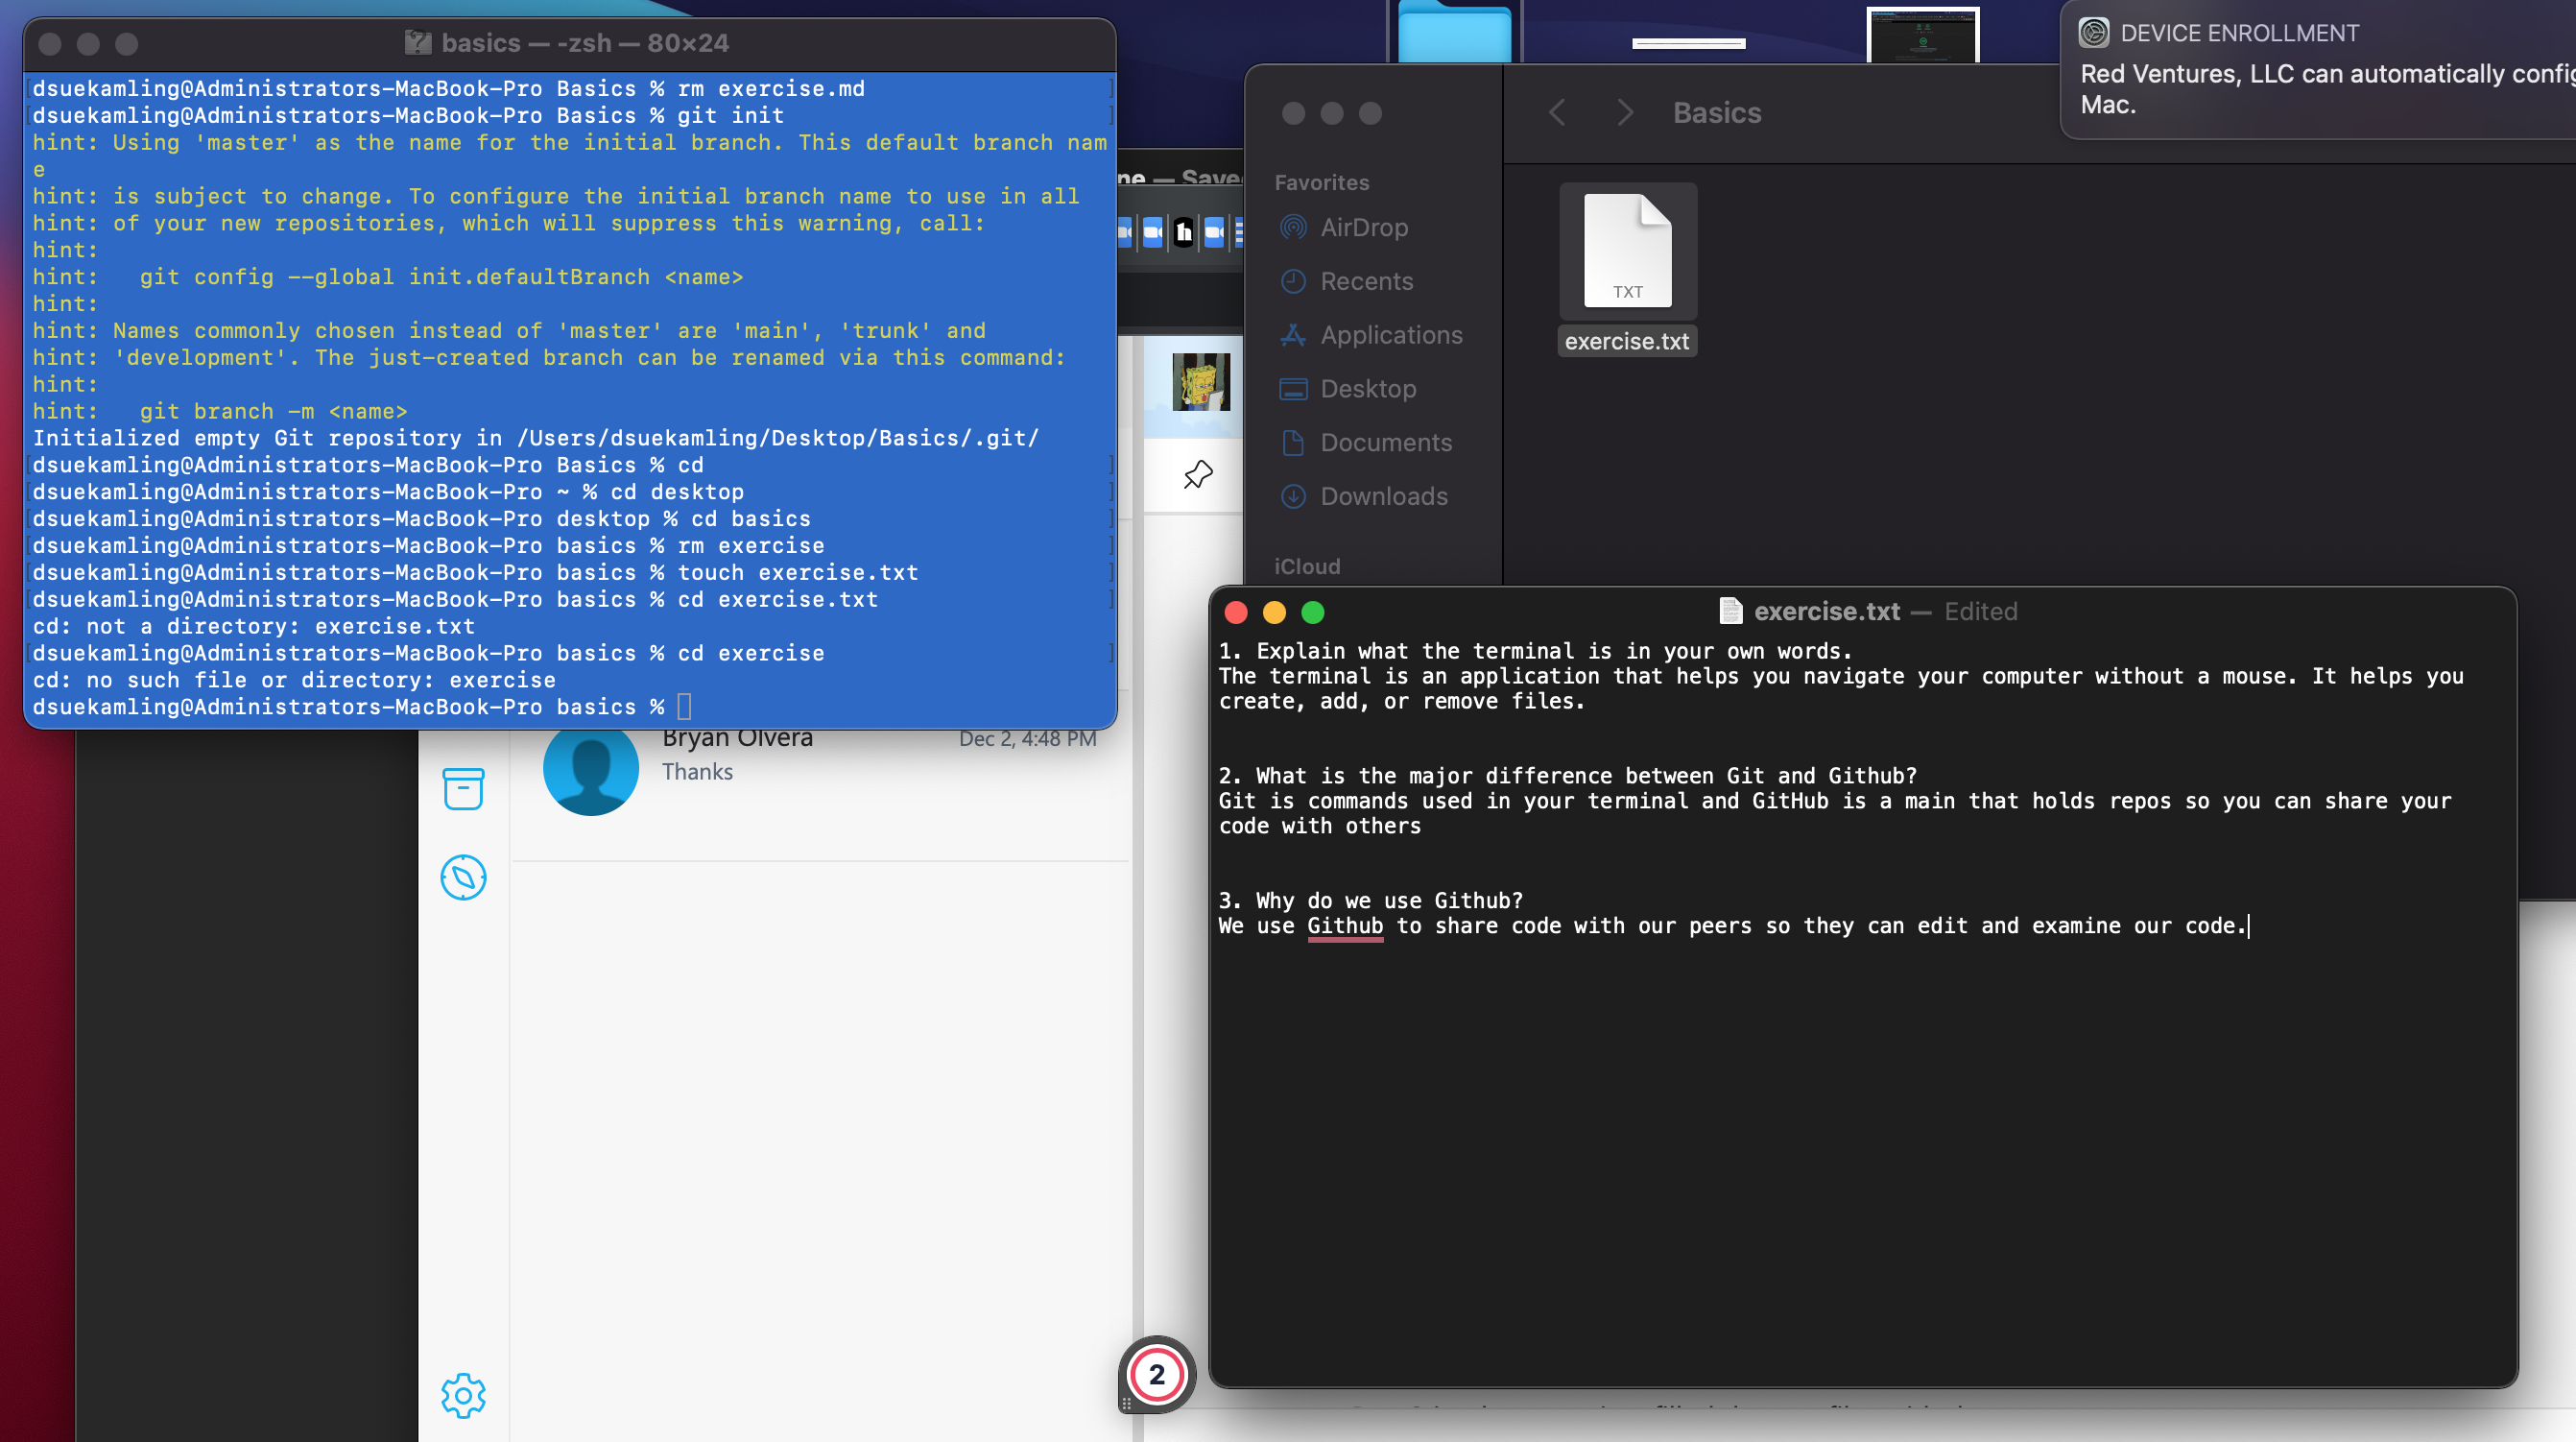 basics — -zsh — 80×24
dsuekamling@Administrators-MacBook-Pro Basics % rm exercise.md
dsuekamling@Administrators-MacBook-Pro Basics % git init
hint: Using 'master' as the name for the initial branch. This default branch nam
e
hint: is subject to change. To configure the initial branch name to use in all
hint: of your new repositories, which will suppress this warning, call:
hint:
hint:   git config --global init.defaultBranch <name>
hint:
hint: Names commonly chosen instead of 'master' are 'main', 'trunk' and
hint: 'development'. The just-created branch can be renamed via this command:
hint:
hint:   git branch -m <name>
Initialized empty Git repository in /Users/dsuekamling/Desktop/Basics/.git/
dsuekamling@Administrators-MacBook-Pro Basics % cd
dsuekamling@Administrators-MacBook-Pro ~ % cd desktop
dsuekamling@Administrators-MacBook-Pro desktop % cd basics
dsuekamling@Administrators-MacBook-Pro basics % rm exercise
dsuekamling@Administrators-MacBook-Pro basics % touch exercise.txt
dsuekamling@Administrators-MacBook-Pro basics % cd exercise.txt
cd: not a directory: exercise.txt
dsuekamling@Administrators-MacBook-Pro basics % cd exercise
cd: no such file or directory: exercise
dsuekamling@Administrators-MacBook-Pro basics %
Bryan Olvera
Dec 2, 4:48 PM
Thanks
2
ne — Save
h
Basics
Favorites
AirDrop
Recents
Applications
Desktop
Documents
Downloads
iCloud
TXT
exercise.txt
DEVICE ENROLLMENT
Red Ventures, LLC can automatically config
Mac.
exercise.txt — Edited
1. Explain what the terminal is in your own words.
The terminal is an application that helps you navigate your computer without a mouse. It helps you
create, add, or remove files.
2. What is the major difference between Git and Github?
Git is commands used in your terminal and GitHub is a main that holds repos so you can share your
code with others
3. Why do we use Github?
We use Github to share code with our peers so they can edit and examine our code.